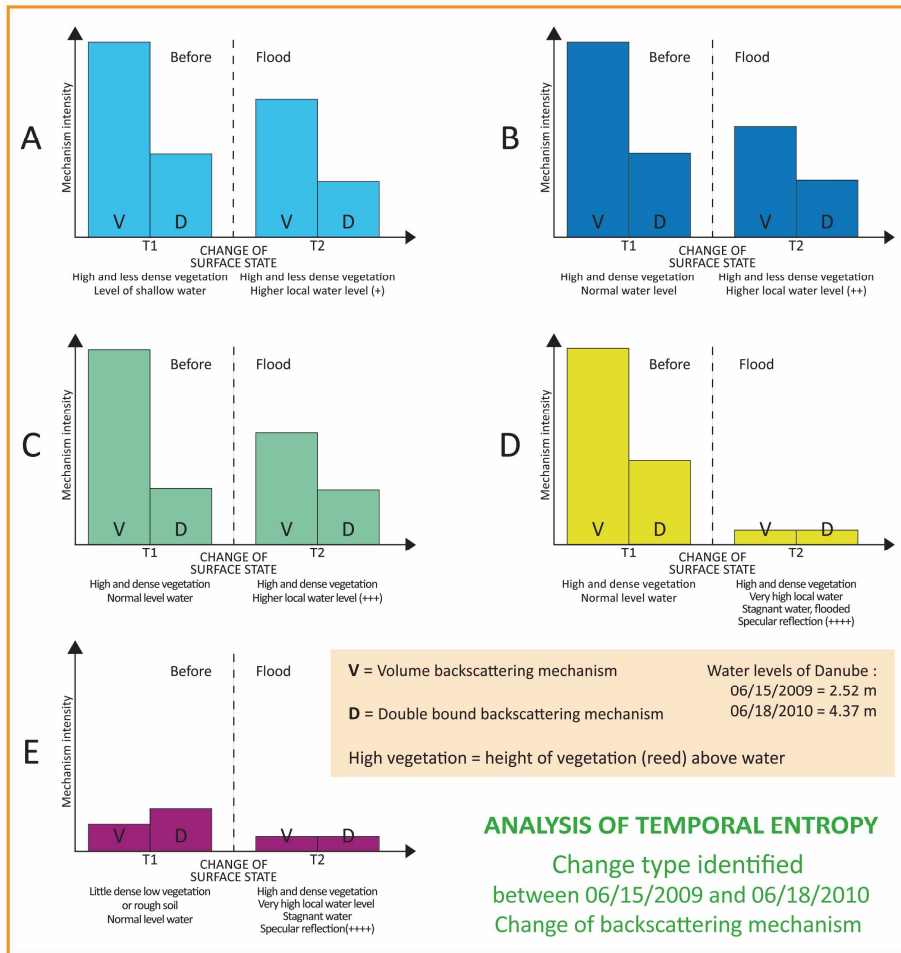 A
Mechanism intensity
Before
Flood
V
D
V
D
T1
CHANGE OF
SURFACE STATE
T2
High and less dense vegetation
Level of shallow water
High and less dense vegetation
Higher local water level (+)
B
Mechanism intensity
Before
Flood
V
D
V
D
T1
CHANGE OF
SURFACE STATE
T2
High and dense vegetation
Normal water level
High and less dense vegetation
Higher local water level (++)
C
Mechanism intensity
Before
Flood
V
D
V
D
T1
CHANGE OF
SURFACE STATE
T2
High and dense vegetation
Normal level water
High and dense vegetation
Higher local water level (+++)
D
Mechanism intensity
Before
Flood
V
D
V
D
T1
CHANGE OF
SURFACE STATE
T2
High and dense vegetation
Normal level water
High and dense vegetation
Very high local water
Stagnant water, flooded
Specular reflection (++++)
E
Mechanism intensity
Before
Flood
V
D
V
D
T1
CHANGE OF
SURFACE STATE
T2
Little dense low vegetation
or rough soil
Normal level water
High and dense vegetation
Very high local water level
Stagnant water
Specular reflection(++++)
V = Volume backscattering mechanism
D = Double bound backscattering mechanism
High vegetation = height of vegetation (reed) above water
Water levels of Danube :
06/15/2009 = 2.52 m
06/18/2010 = 4.37 m
ANALYSIS OF TEMPORAL ENTROPY
Change type identified
between 06/15/2009 and 06/18/2010
Change of backscattering mechanism